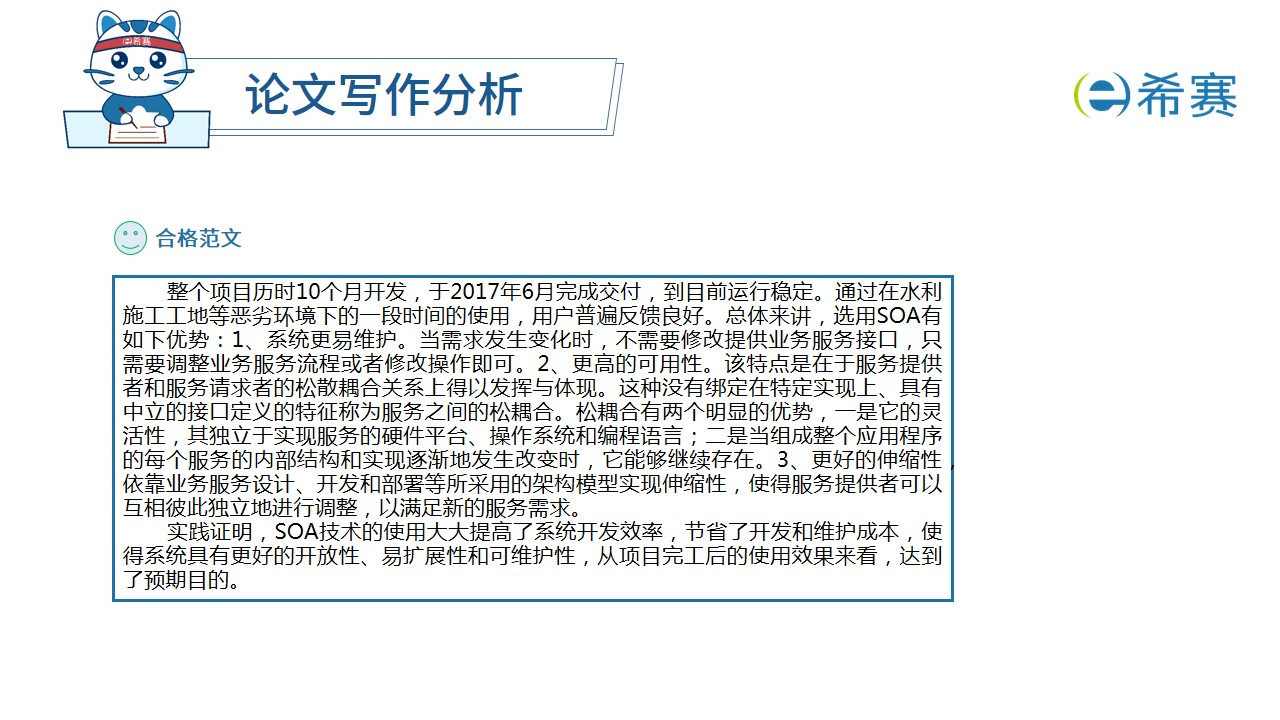 希赛
论文写作分析
希赛
合格范文
整个项目历时10个月开发，于2017年6月完成交付，到目前运行稳定。通过在水利
施工工地等恶劣环境下的一段时间的使用，用户普遍反馈良好。总体来讲，选用SOA有
如下优势：1、系统更易维护。当需求发生变化时，不需要修改提供业务服务接口，只
需要调整业务服务流程或者修改操作即可。2、更高的可用性。该特点是在于服务提供
者和服务请求者的松散耦合关系上得以发挥与体现。这种没有绑定在特定实现上、具有
中立的接口定义的特征称为服务之间的松耦合。松耦合有两个明显的优势，一是它的灵
活性，其独立于实现服务的硬件平台、操作系统和编程语言；二是当组成整个应用程序
的每个服务的内部结构和实现逐渐地发生改变时，它能够继续存在。3、更好的伸缩性，
依靠业务服务设计、开发和部署等所采用的架构模型实现伸缩性，使得服务提供者可以
互相彼此独立地进行调整，以满足新的服务需求。
实践证明，SOA技术的使用大大提高了系统开发效率，节省了开发和维护成本，使
得系统具有更好的开放性、易扩展性和可维护性，从项目完工后的使用效果来看，达到
了预期目的。